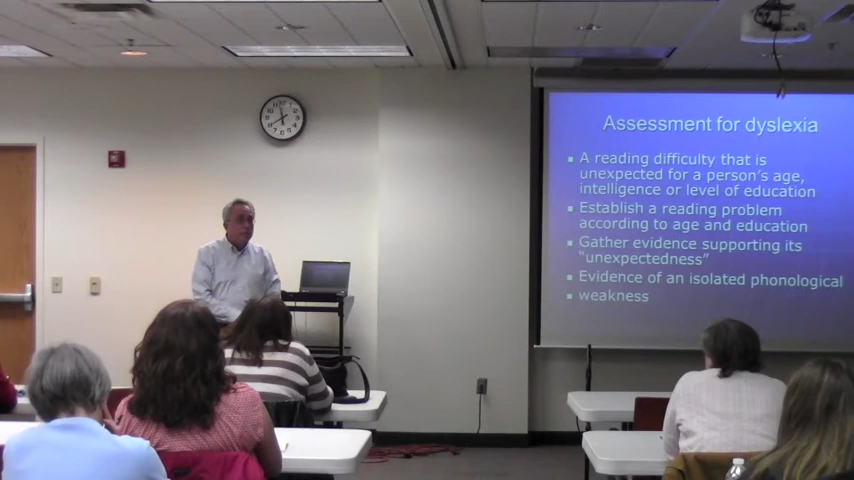 Assessment for dyslexia
▪ A reading difficulty that is
unexpected for a person's age,
intelligence or level of education
▪ Establish a reading problem
according to age and education
▪ Gather evidence supporting its
"unexpectedness"
▪ Evidence of an isolated phonological
▪ weakness